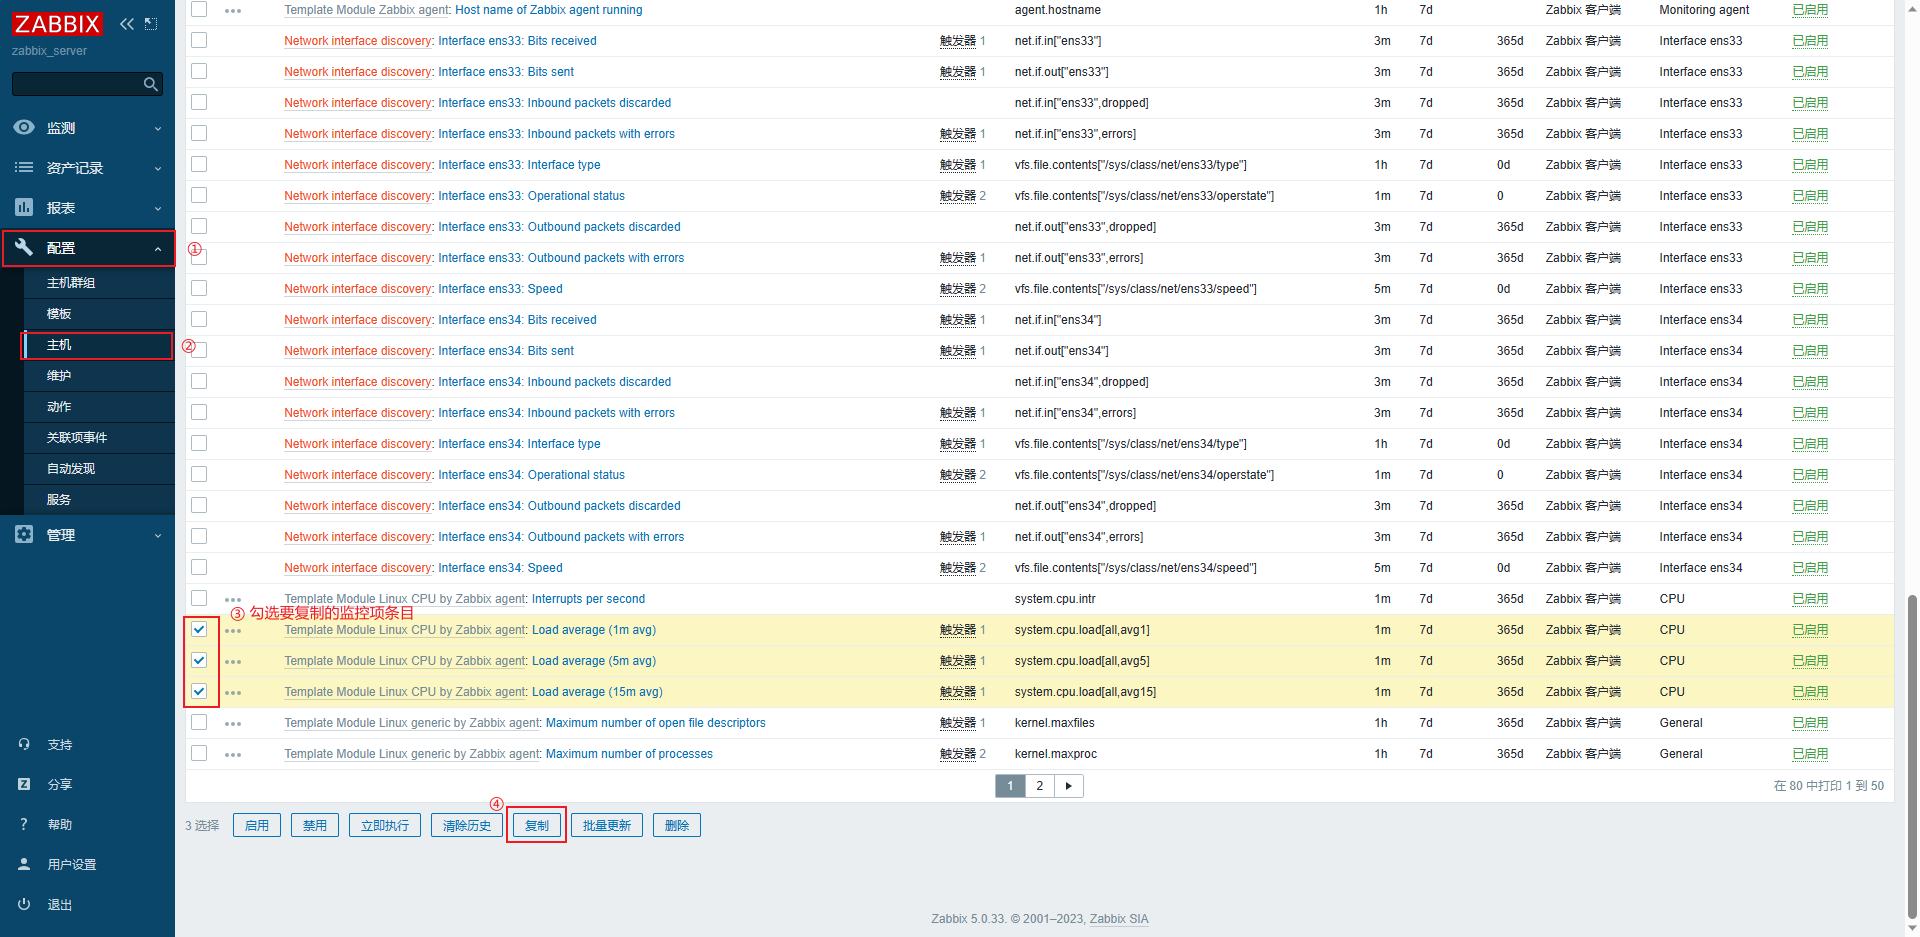 ZABBIX
zabbix_server
监测
资产记录
报表
配置
①
主机群组
模板
主机
②
维护
动作
关联项事件
自动发现
服务
管理
支持
Z 分享
? 帮助
用户设置
退出
Template Module Zabbix agent: Host name of Zabbix agent running agent.hostname 1h 7d Zabbix 客户端 Monitoring agent 已启用
Network interface discovery: Interface ens33: Bits received 触发器 1 net.if.in["ens33"] 3m 7d 365d Zabbix 客户端 Interface ens33 已启用
Network interface discovery: Interface ens33: Bits sent 触发器 1 net.if.out["ens33"] 3m 7d 365d Zabbix 客户端 Interface ens33 已启用
Network interface discovery: Interface ens33: Inbound packets discarded net.if.in["ens33",dropped] 3m 7d 365d Zabbix 客户端 Interface ens33 已启用
Network interface discovery: Interface ens33: Inbound packets with errors 触发器 1 net.if.in["ens33",errors] 3m 7d 365d Zabbix 客户端 Interface ens33 已启用
Network interface discovery: Interface ens33: Interface type 触发器 1 vfs.file.contents["/sys/class/net/ens33/type"] 1h 7d 0d Zabbix 客户端 Interface ens33 已启用
Network interface discovery: Interface ens33: Operational status 触发器 2 vfs.file.contents["/sys/class/net/ens33/operstate"] 1m 7d 0 Zabbix 客户端 Interface ens33 已启用
Network interface discovery: Interface ens33: Outbound packets discarded net.if.out["ens33",dropped] 3m 7d 365d Zabbix 客户端 Interface ens33 已启用
Network interface discovery: Interface ens33: Outbound packets with errors 触发器 1 net.if.out["ens33",errors] 3m 7d 365d Zabbix 客户端 Interface ens33 已启用
Network interface discovery: Interface ens33: Speed 触发器 2 vfs.file.contents["/sys/class/net/ens33/speed"] 5m 7d 0d Zabbix 客户端 Interface ens33 已启用
Network interface discovery: Interface ens34: Bits received 触发器 1 net.if.in["ens34"] 3m 7d 365d Zabbix 客户端 Interface ens34 已启用
Network interface discovery: Interface ens34: Bits sent 触发器 1 net.if.out["ens34"] 3m 7d 365d Zabbix 客户端 Interface ens34 已启用
Network interface discovery: Interface ens34: Inbound packets discarded net.if.in["ens34",dropped] 3m 7d 365d Zabbix 客户端 Interface ens34 已启用
Network interface discovery: Interface ens34: Inbound packets with errors 触发器 1 net.if.in["ens34",errors] 3m 7d 365d Zabbix 客户端 Interface ens34 已启用
Network interface discovery: Interface ens34: Interface type 触发器 1 vfs.file.contents["/sys/class/net/ens34/type"] 1h 7d 0d Zabbix 客户端 Interface ens34 已启用
Network interface discovery: Interface ens34: Operational status 触发器 2 vfs.file.contents["/sys/class/net/ens34/operstate"] 1m 7d 0 Zabbix 客户端 Interface ens34 已启用
Network interface discovery: Interface ens34: Outbound packets discarded net.if.out["ens34",dropped] 3m 7d 365d Zabbix 客户端 Interface ens34 已启用
Network interface discovery: Interface ens34: Outbound packets with errors 触发器 1 net.if.out["ens34",errors] 3m 7d 365d Zabbix 客户端 Interface ens34 已启用
Network interface discovery: Interface ens34: Speed 触发器 2 vfs.file.contents["/sys/class/net/ens34/speed"] 5m 7d 0d Zabbix 客户端 Interface ens34 已启用
Template Module Linux CPU by Zabbix agent: Interrupts per second system.cpu.intr 1m 7d 365d Zabbix 客户端 CPU 已启用
③ 勾选要复制的监控项条目
Template Module Linux CPU by Zabbix agent: Load average (1m avg) 触发器 1 system.cpu.load[all,avg1] 1m 7d 365d Zabbix 客户端 CPU 已启用
Template Module Linux CPU by Zabbix agent: Load average (5m avg) 触发器 1 system.cpu.load[all,avg5] 1m 7d 365d Zabbix 客户端 CPU 已启用
Template Module Linux CPU by Zabbix agent: Load average (15m avg) 触发器 1 system.cpu.load[all,avg15] 1m 7d 365d Zabbix 客户端 CPU 已启用
Template Module Linux generic by Zabbix agent: Maximum number of open file descriptors 触发器 1 kernel.maxfiles 1h 7d 365d Zabbix 客户端 General 已启用
Template Module Linux generic by Zabbix agent: Maximum number of processes 触发器 2 kernel.maxproc 1h 7d 365d Zabbix 客户端 General 已启用
1 2 在 80 中打印 1 到 50
④
3 选择 启用 禁用 立即执行 清除历史 复制 批量更新 删除
Zabbix 5.0.33. © 2001–2023, Zabbix SIA